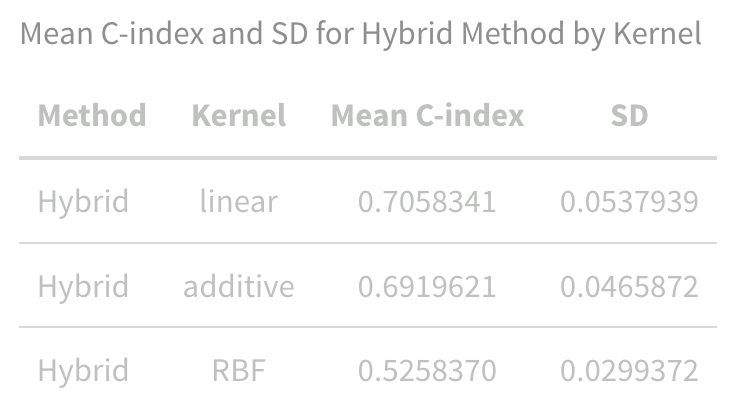 Mean C-index and SD for Hybrid Method by Kernel
Method Kernel Mean C-index SD
Hybrid linear 0.7058341 0.0537939
Hybrid additive 0.6919621 0.0465872
Hybrid RBF 0.5258370 0.0299372